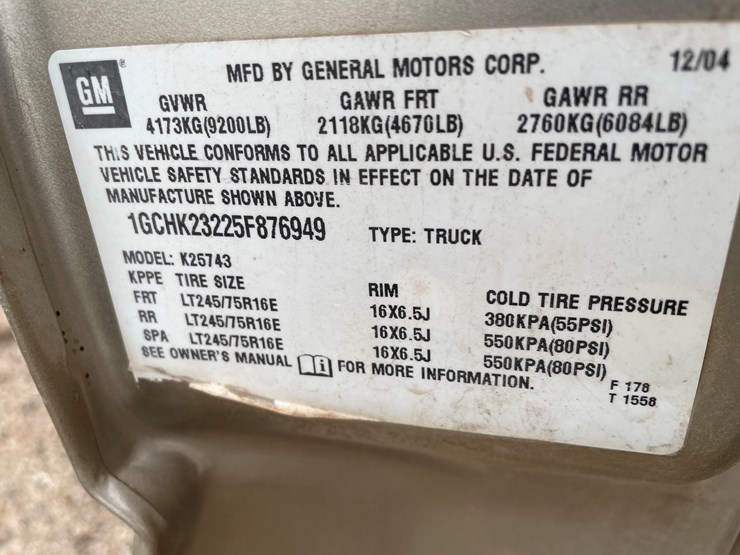 GM ®
MFD BY GENERAL MOTORS CORP. 12/04
GVWR GAWR FRT GAWR RR
4173KG(9200LB) 2118KG(4670LB) 2760KG(6084LB)
THIS VEHICLE CONFORMS TO ALL APPLICABLE U.S. FEDERAL MOTOR
VEHICLE SAFETY STANDARDS IN EFFECT ON THE DATE OF
MANUFACTURE SHOWN ABOVE.
1GCHK23225F876949 TYPE: TRUCK
MODEL: K25743
KPPE TIRE SIZE RIM COLD TIRE PRESSURE
FRT LT245/75R16E 16X6.5J 380KPA(55PSI)
RR LT245/75R16E 16X6.5J 550KPA(80PSI)
SPA LT245/75R16E 16X6.5J 550KPA(80PSI)
SEE OWNER'S MANUAL i FOR MORE INFORMATION.
F 178
T 1558